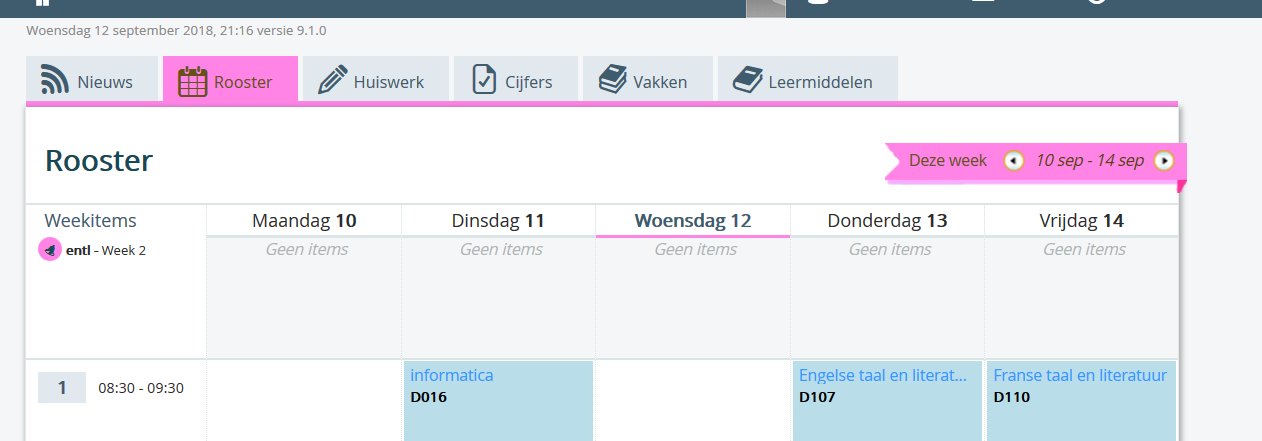 Woensdag 12 september 2018, 21:16 versie 9.1.0
Nieuws Rooster Huiswerk Cijfers Vakken Leermiddelen
Rooster
Deze week 10 sep - 14 sep
Weekitems Maandag 10 Dinsdag 11 Woensdag 12 Donderdag 13 Vrijdag 14
entl - Week 2 Geen items Geen items Geen items Geen items Geen items
1 08:30 - 09:30 informatica Engelse taal en literat... Franse taal en literatuur
D016 D107 D110